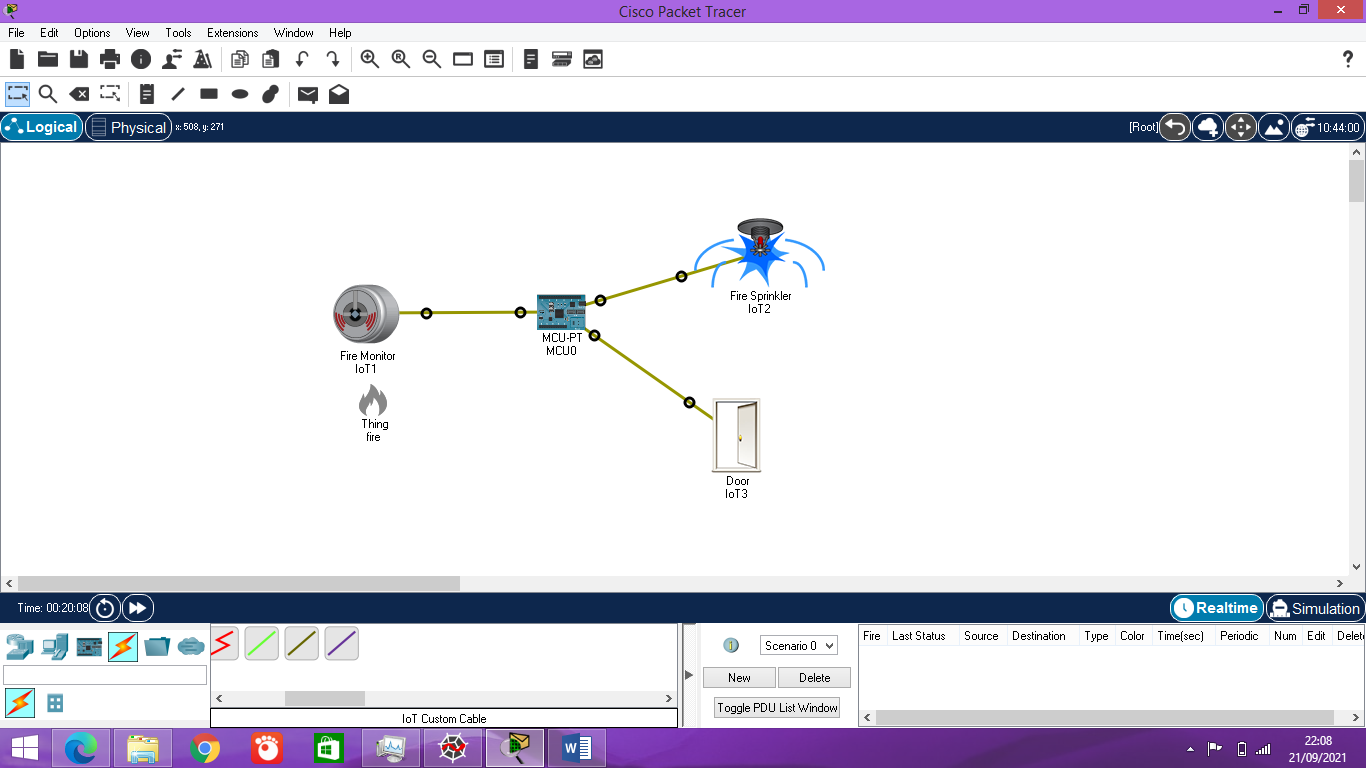 Cisco Packet Tracer
File Edit Options View Tools Extensions Window Help
Logical Physical x: 508, y: 271 [Root] 10:44:00
Fire Sprinkler
IoT2
MCU-PT
MCU0
Fire Monitor
IoT1
Thing
fire
Door
IoT3
Time: 00:20:08 Realtime Simulation
Scenario 0
New Delete
Toggle PDU List Window
Fire Last Status Source Destination Type Color Time(sec) Periodic Num Edit Delete
IoT Custom Cable
22:08
21/09/2021